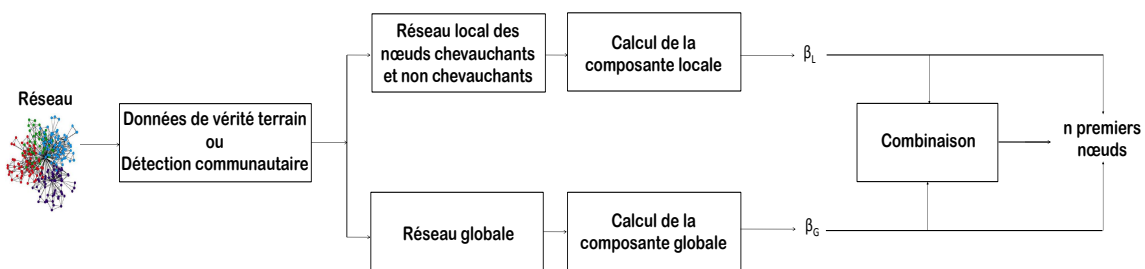 Réseau
Données de vérité terrain
ou
Détection communautaire
Réseau local des
nœuds chevauchants
et non chevauchants
Calcul de la
composante locale
βL
Réseau globale
Calcul de la
composante globale
βG
Combinaison
n premiers
nœuds